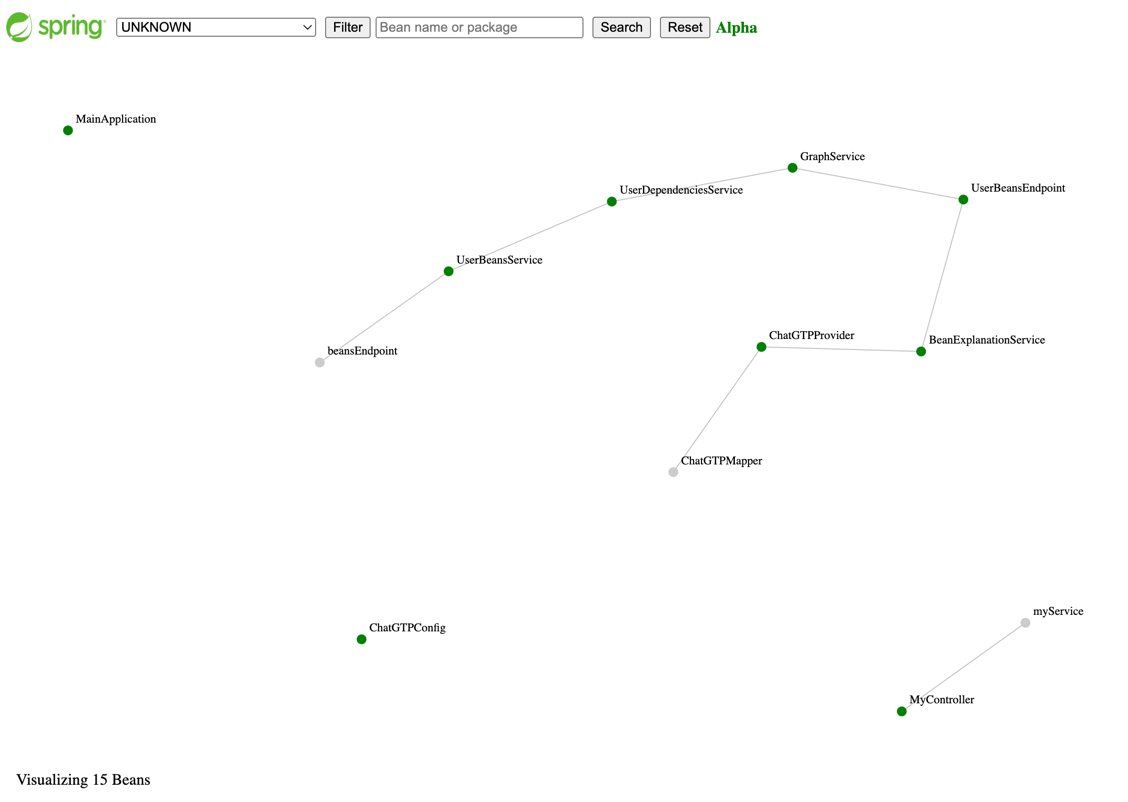 spring UNKNOWN Filter Bean name or package Search Reset Alpha
MainApplication
GraphService
UserDependenciesService
UserBeansEndpoint
UserBeansService
ChatGTPProvider
BeanExplanationService
beansEndpoint
ChatGTPMapper
myService
ChatGTPConfig
MyController
Visualizing 15 Beans